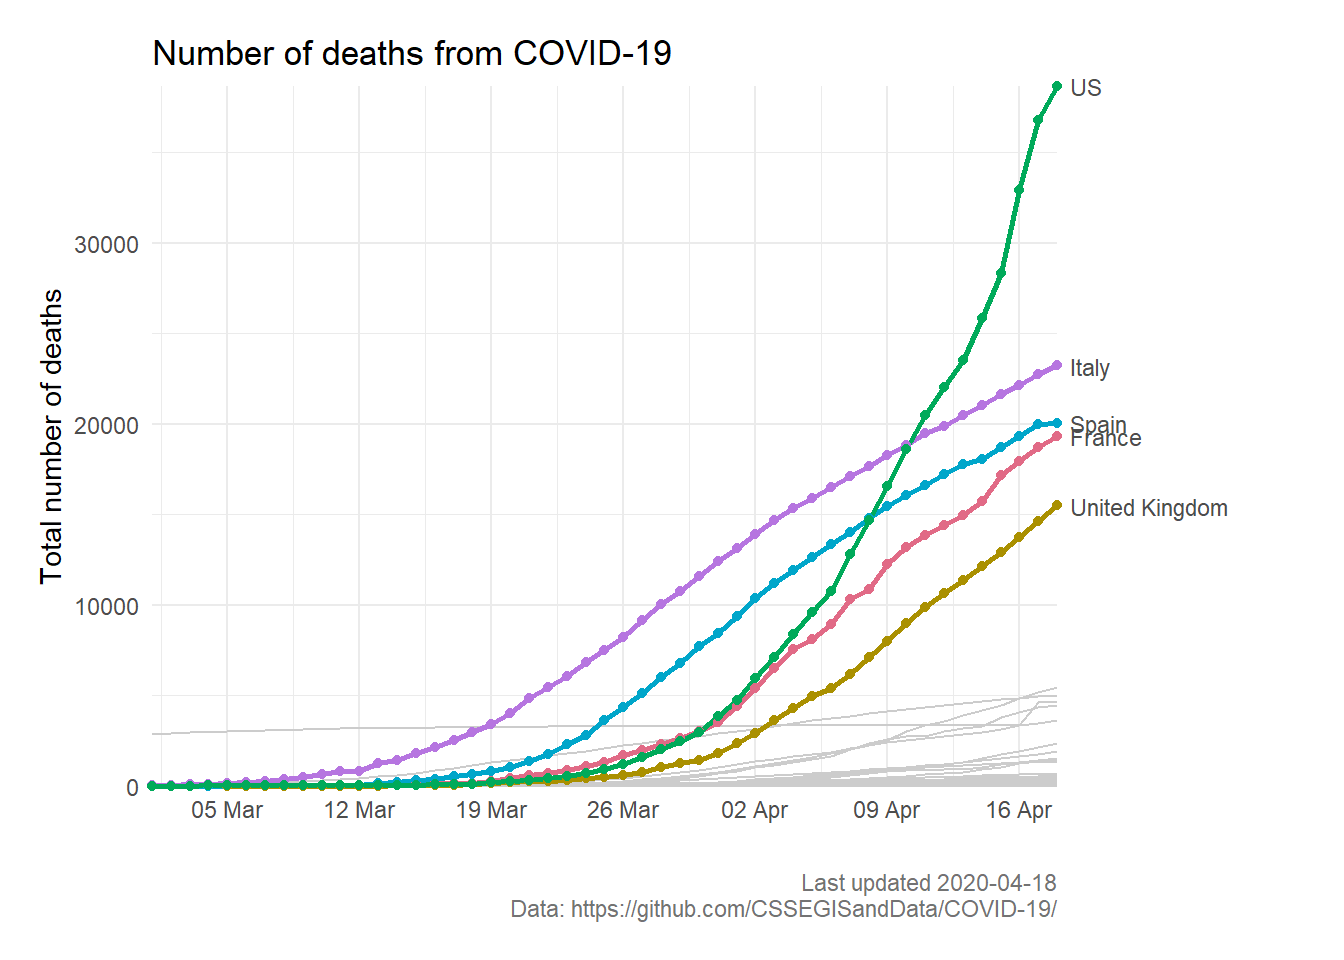 Number of deaths from COVID-19
US
30000
Italy
20000
Spain
France
Total number of deaths
United Kingdom
10000
0
05 Mar 12 Mar 19 Mar 26 Mar 02 Apr 09 Apr 16 Apr
Last updated 2020-04-18
Data: https://github.com/CSSEGISandData/COVID-19/